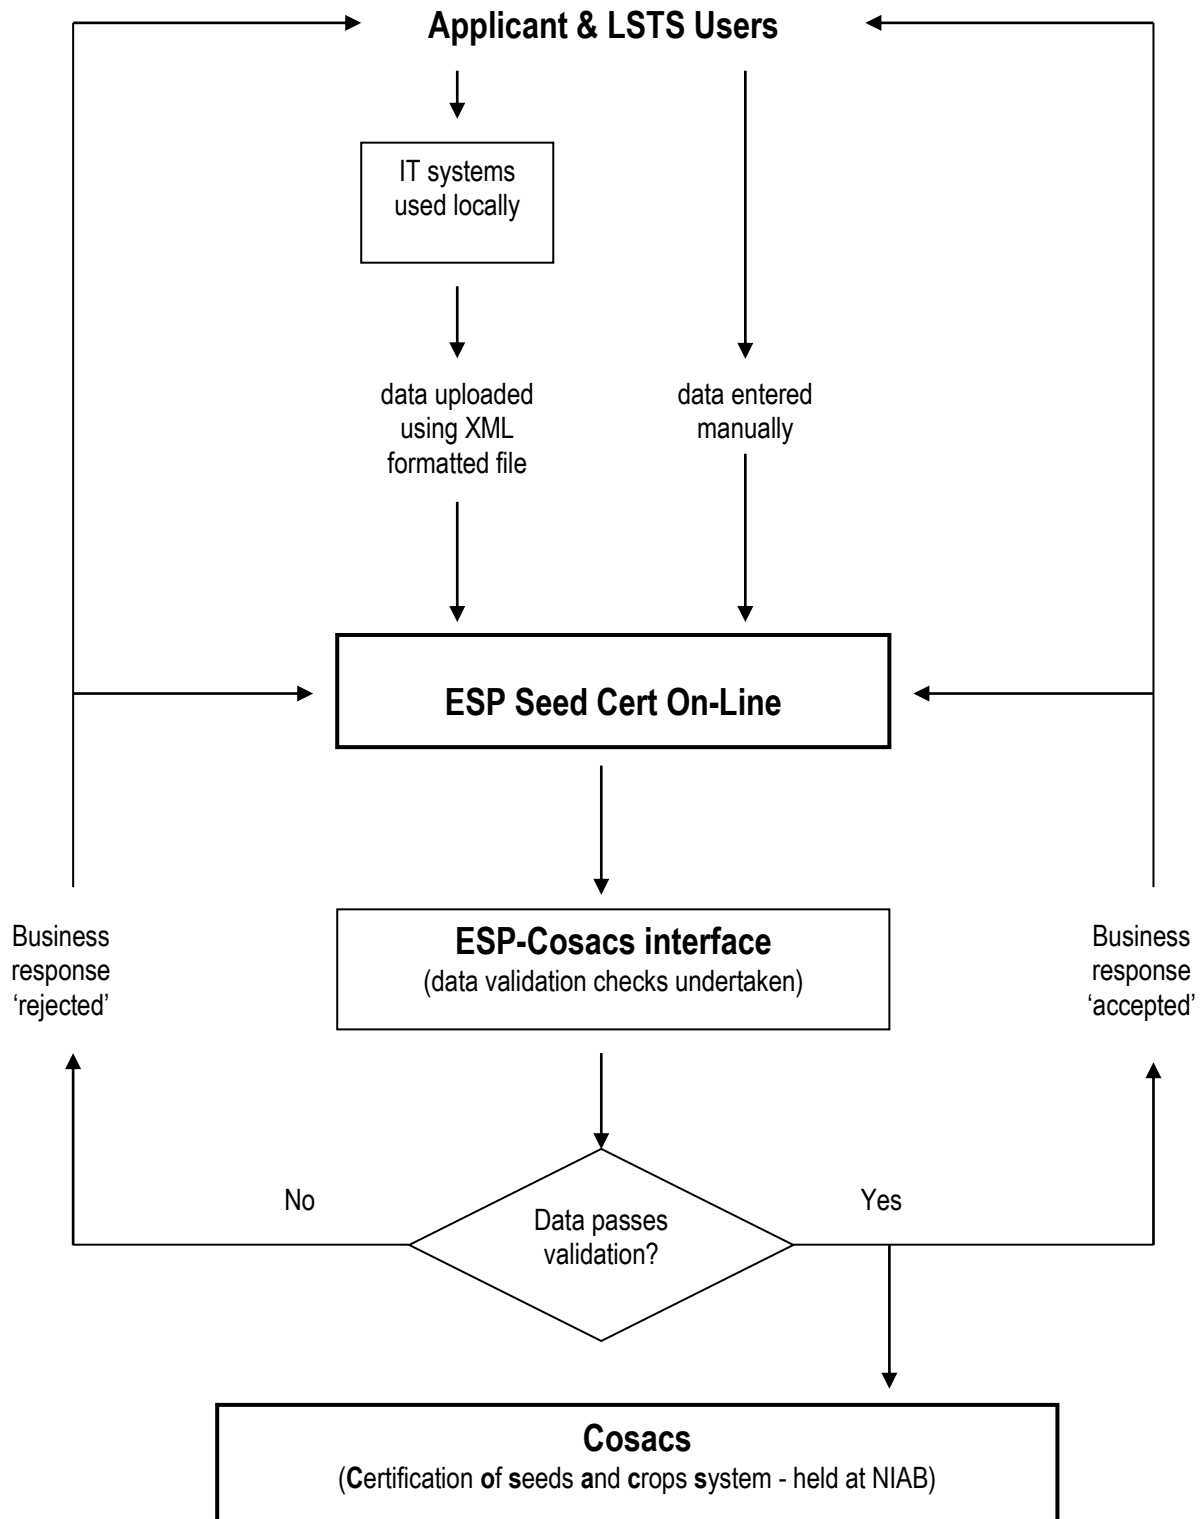 Applicant & LSTS Users
IT systems
used locally
data uploaded
using XML
formatted file
data entered
manually
ESP Seed Cert On-Line
ESP-Cosacs interface
(data validation checks undertaken)
Business
response
‘rejected’
Business
response
‘accepted’
No
Yes
Data passes
validation?
Cosacs
(Certification of seeds and crops system - held at NIAB)